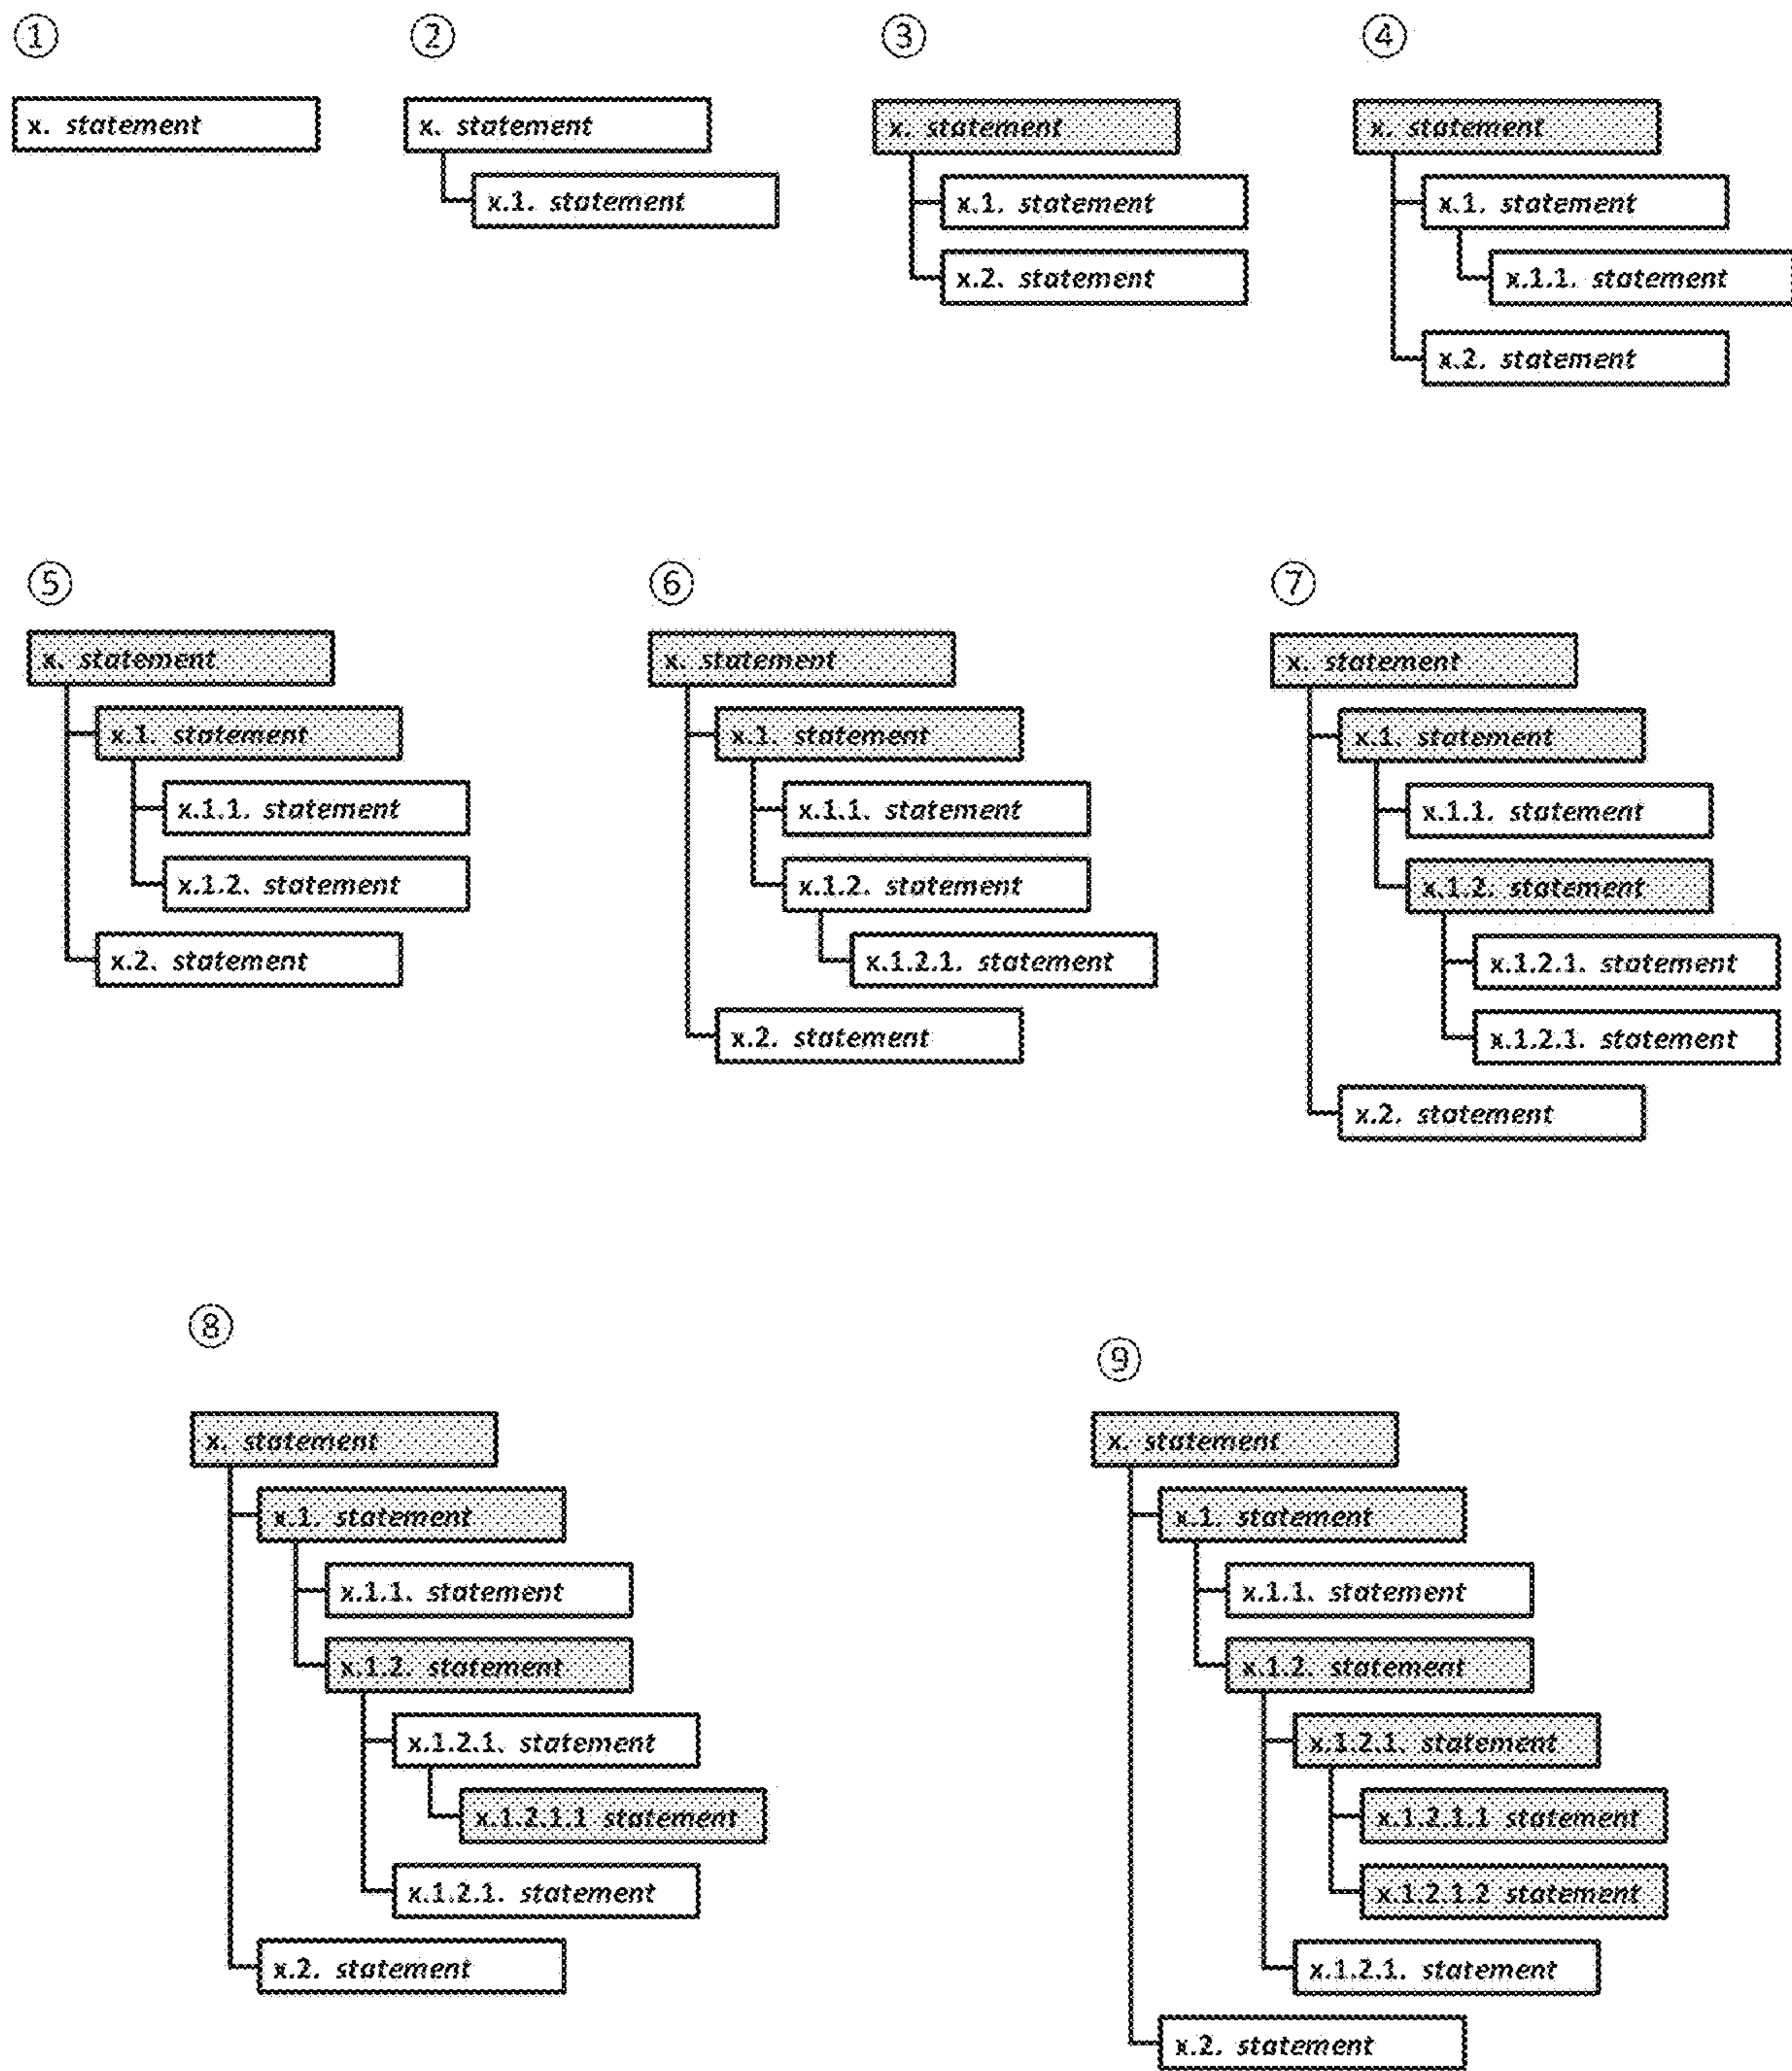 ①
x. statement
②
x. statement
x.1. statement
③
x. statement
x.1. statement
x.2. statement
④
x. statement
x.1. statement
x.1.1. statement
x.2. statement
⑤
x. statement
x.1. statement
x.1.1. statement
x.1.2. statement
x.2. statement
⑥
x. statement
x.1. statement
x.1.1. statement
x.1.2. statement
x.1.2.1. statement
x.2. statement
⑦
x. statement
x.1. statement
x.1.1. statement
x.1.2. statement
x.1.2.1. statement
x.1.2.1. statement
x.2. statement
⑧
x. statement
x.1. statement
x.1.1. statement
x.1.2. statement
x.1.2.1. statement
x.1.2.1.1 statement
x.1.2.1. statement
x.2. statement
⑨
x. statement
x.1. statement
x.1.1. statement
x.1.2. statement
x.1.2.1. statement
x.1.2.1.1 statement
x.1.2.1.2 statement
x.1.2.1. statement
x.2. statement